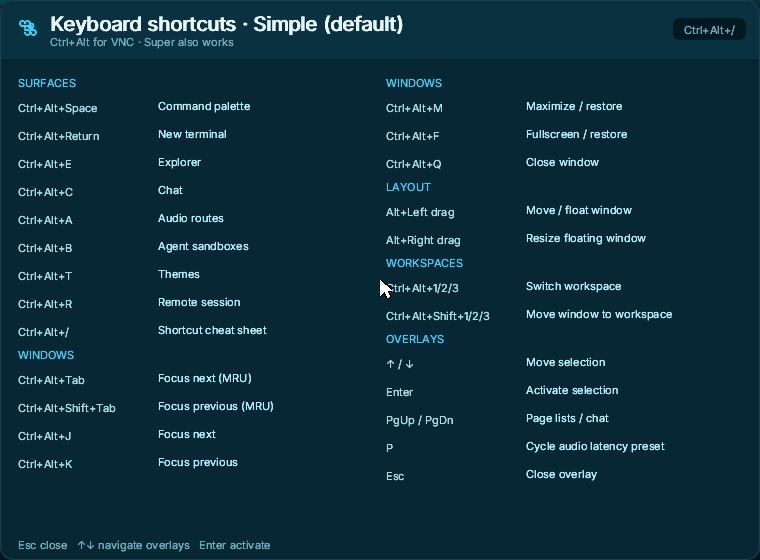 Keyboard shortcuts · Simple (default)
Ctrl+Alt for VNC · Super also works
Ctrl+Alt+/
SURFACES
Ctrl+Alt+Space Command palette
Ctrl+Alt+Return New terminal
Ctrl+Alt+E Explorer
Ctrl+Alt+C Chat
Ctrl+Alt+A Audio routes
Ctrl+Alt+B Agent sandboxes
Ctrl+Alt+T Themes
Ctrl+Alt+R Remote session
Ctrl+Alt+/ Shortcut cheat sheet
WINDOWS
Ctrl+Alt+Tab Focus next (MRU)
Ctrl+Alt+Shift+Tab Focus previous (MRU)
Ctrl+Alt+J Focus next
Ctrl+Alt+K Focus previous
WINDOWS
Ctrl+Alt+M Maximize / restore
Ctrl+Alt+F Fullscreen / restore
Ctrl+Alt+Q Close window
LAYOUT
Alt+Left drag Move / float window
Alt+Right drag Resize floating window
WORKSPACES
Ctrl+Alt+1/2/3 Switch workspace
Ctrl+Alt+Shift+1/2/3 Move window to workspace
OVERLAYS
↑ / ↓ Move selection
Enter Activate selection
PgUp / PgDn Page lists / chat
P Cycle audio latency preset
Esc Close overlay
Esc close ↑↓ navigate overlays Enter activate